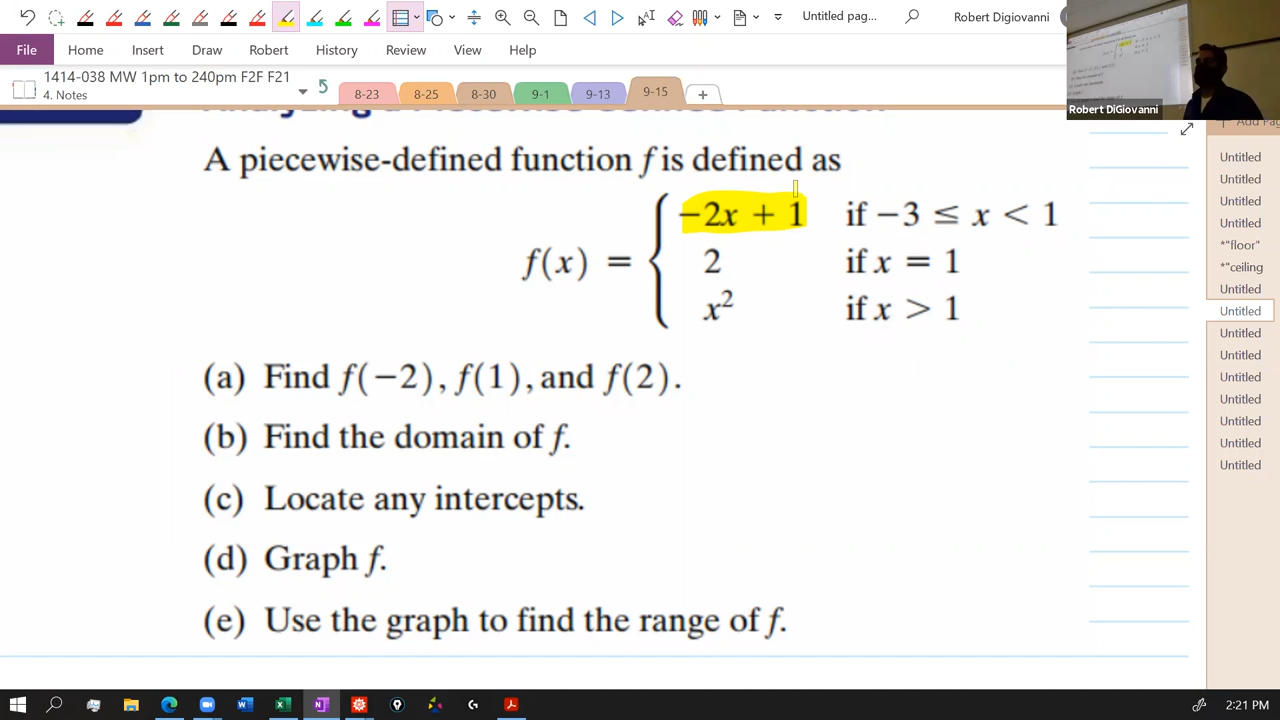 Untitled pag...
Robert Digiovanni
File
Home
Insert
Draw
Robert
History
Review
View
Help
1414-038 MW 1pm to 240pm F2F F21
4. Notes
8-23
8-25
8-30
9-1
9-13
9-15
Robert DiGiovanni
A piecewise-defined function f is defined as
f(x) = { −2x + 1 if −3 ≤ x < 1
2 if x = 1
x² if x > 1
(a) Find f(−2), f(1), and f(2).
(b) Find the domain of f.
(c) Locate any intercepts.
(d) Graph f.
(e) Use the graph to find the range of f.
Untitled
Untitled
Untitled
Untitled
*"floor"
*"ceiling
Untitled
Untitled
Untitled
Untitled
Untitled
Untitled
Untitled
Untitled
Untitled
2:21 PM